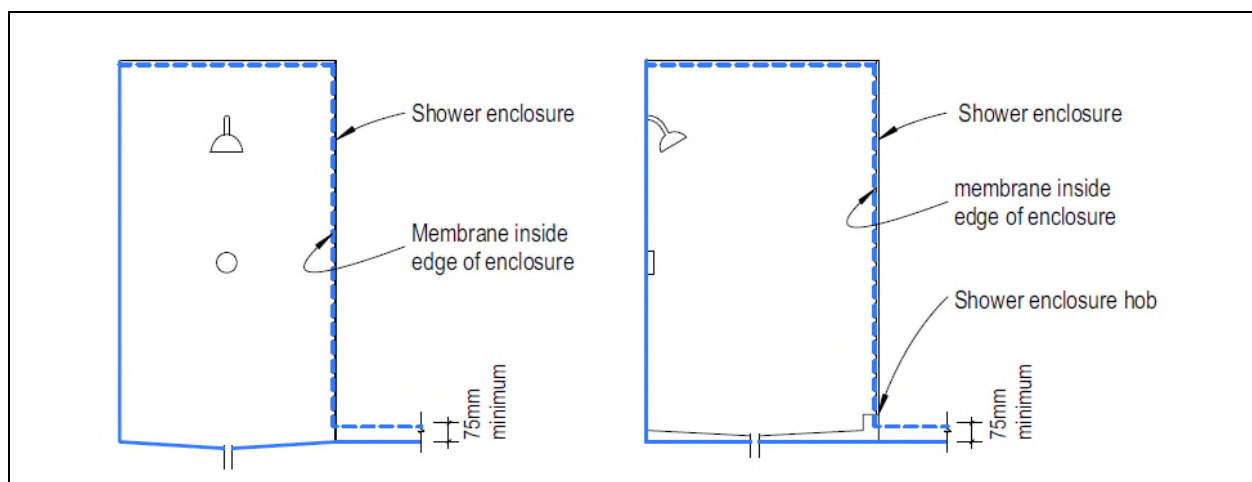 Shower enclosure
Membrane inside
edge of enclosure
75mm
minimum
Shower enclosure
membrane inside
edge of enclosure
Shower enclosure hob
75mm
minimum